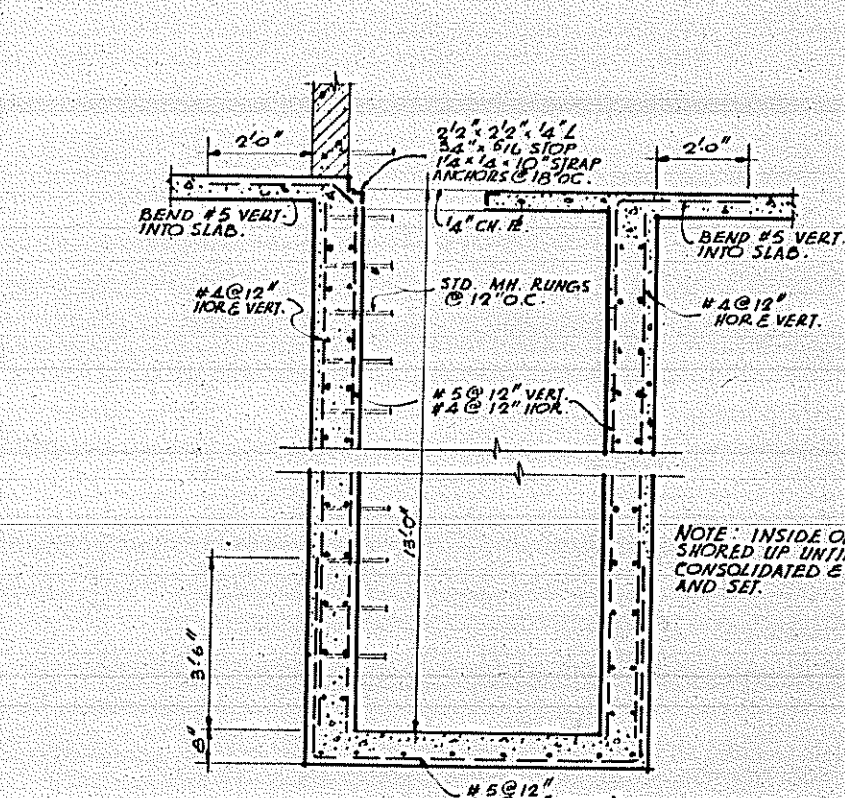 2'0"
2½" x 2½" x ¼" L
¾" x 5/16 STOP
1¼ x ¼ x 10" STRAP
ANCHORS @ 18" OC.
2'0"
BEND #5 VERT.
INTO SLAB.
¼" CH. PL.
BEND #5 VERT.
INTO SLAB.
#4@12"
HOR & VERT.
STD. MH. RUNGS
@ 12" O.C.
#4@12"
HOR & VERT.
#5@12" VERT.
#4@12" HOR.
13'0"
NOTE: INSIDE O
SHORED UP UNTI
CONSOLIDATED &
AND SET.
3'6"
8"
#5@12"